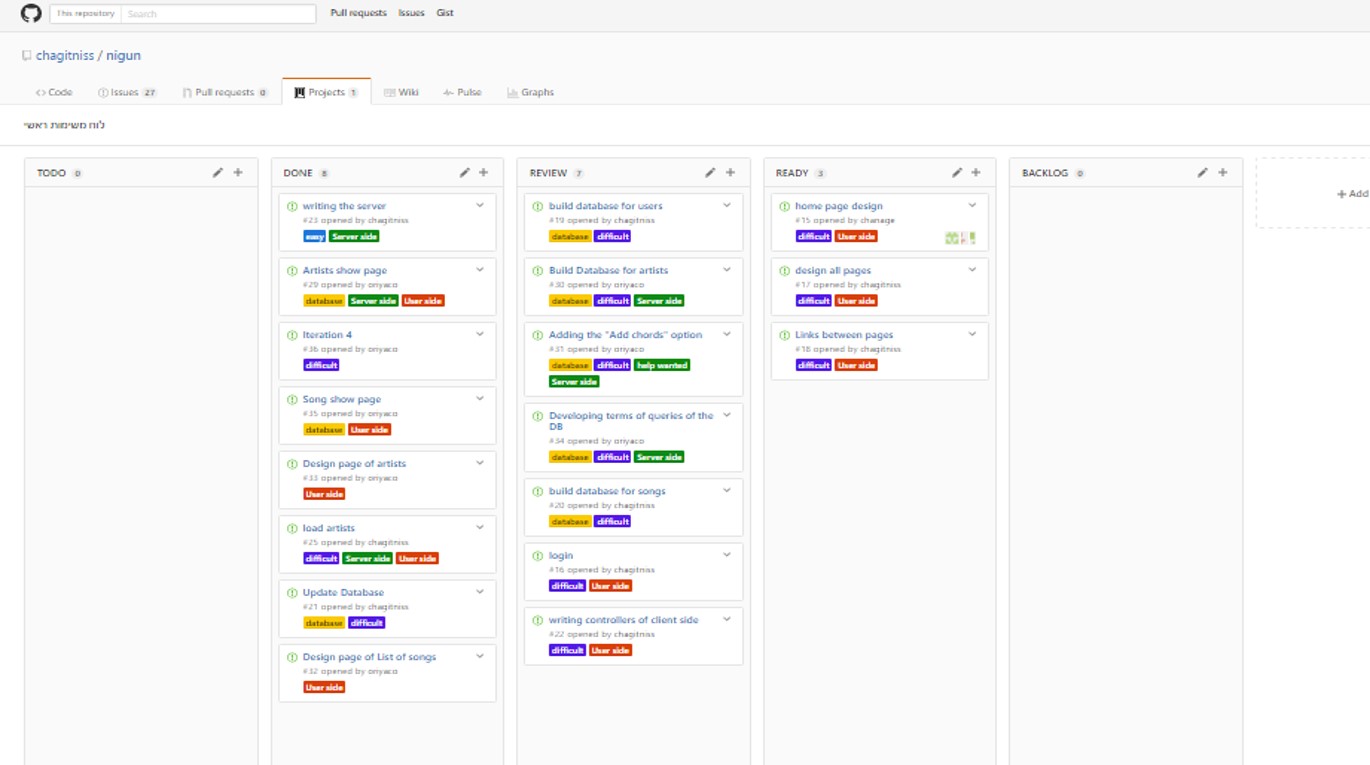 This repository Search Pull requests Issues Gist
chagitniss / nigun
Code Issues 27 Pull requests 0 Projects 1 Wiki Pulse Graphs
לוח משימות ראשי
TODO 0
DONE 8
writing the server
#23 opened by chagitniss
easy Server side
Artists show page
#29 opened by oriyaco
database Server side User side
Iteration 4
#36 opened by oriyaco
difficult
Song show page
#35 opened by oriyaco
database User side
Design page of artists
#33 opened by oriyaco
User side
load artists
#25 opened by chagitniss
difficult Server side User side
Update Database
#21 opened by chagitniss
database difficult
Design page of List of songs
#32 opened by oriyaco
User side
REVIEW 7
build database for users
#19 opened by chagitniss
database difficult
Build Database for artists
#30 opened by oriyaco
database difficult Server side
Adding the "Add chords" option
#31 opened by oriyaco
database difficult help wanted
Server side
Developing terms of queries of the
DB
#34 opened by oriyaco
database difficult Server side
build database for songs
#20 opened by chagitniss
database difficult
login
#16 opened by chagitniss
difficult User side
writing controllers of client side
#22 opened by chagitniss
difficult User side
READY 3
home page design
#15 opened by
difficult User side
design all pages
#17 opened by chagitniss
difficult User side
Links between pages
#18 opened by chagitniss
difficult User side
BACKLOG 0
+ Add